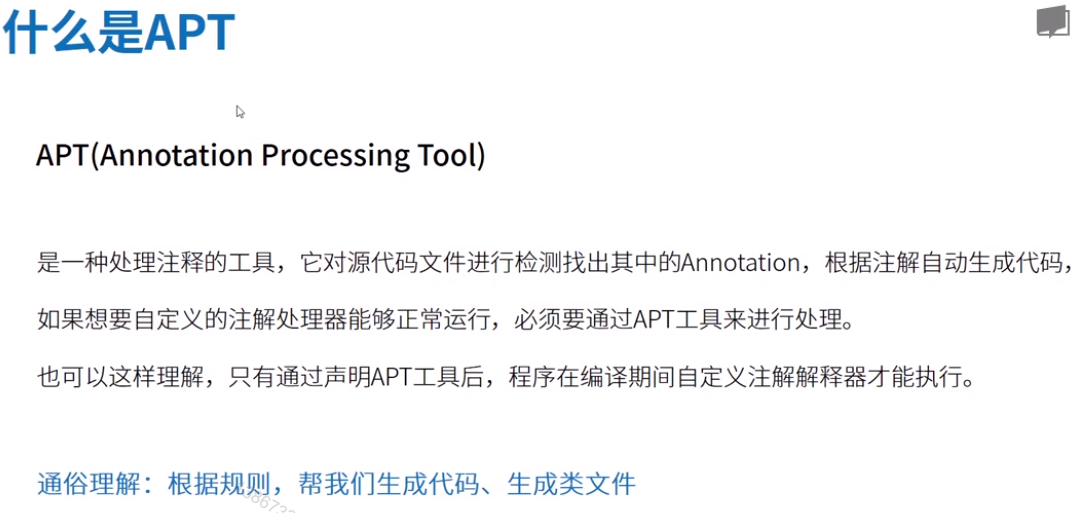 什么是APT
APT(Annotation Processing Tool)
是一种处理注释的工具，它对源代码文件进行检测找出其中的Annotation，根据注解自动生成代码，
如果想要自定义的注解处理器能够正常运行，必须要通过APT工具来进行处理。
也可以这样理解，只有通过声明APT工具后，程序在编译期间自定义注解解释器才能执行。
通俗理解：根据规则，帮我们生成代码、生成类文件